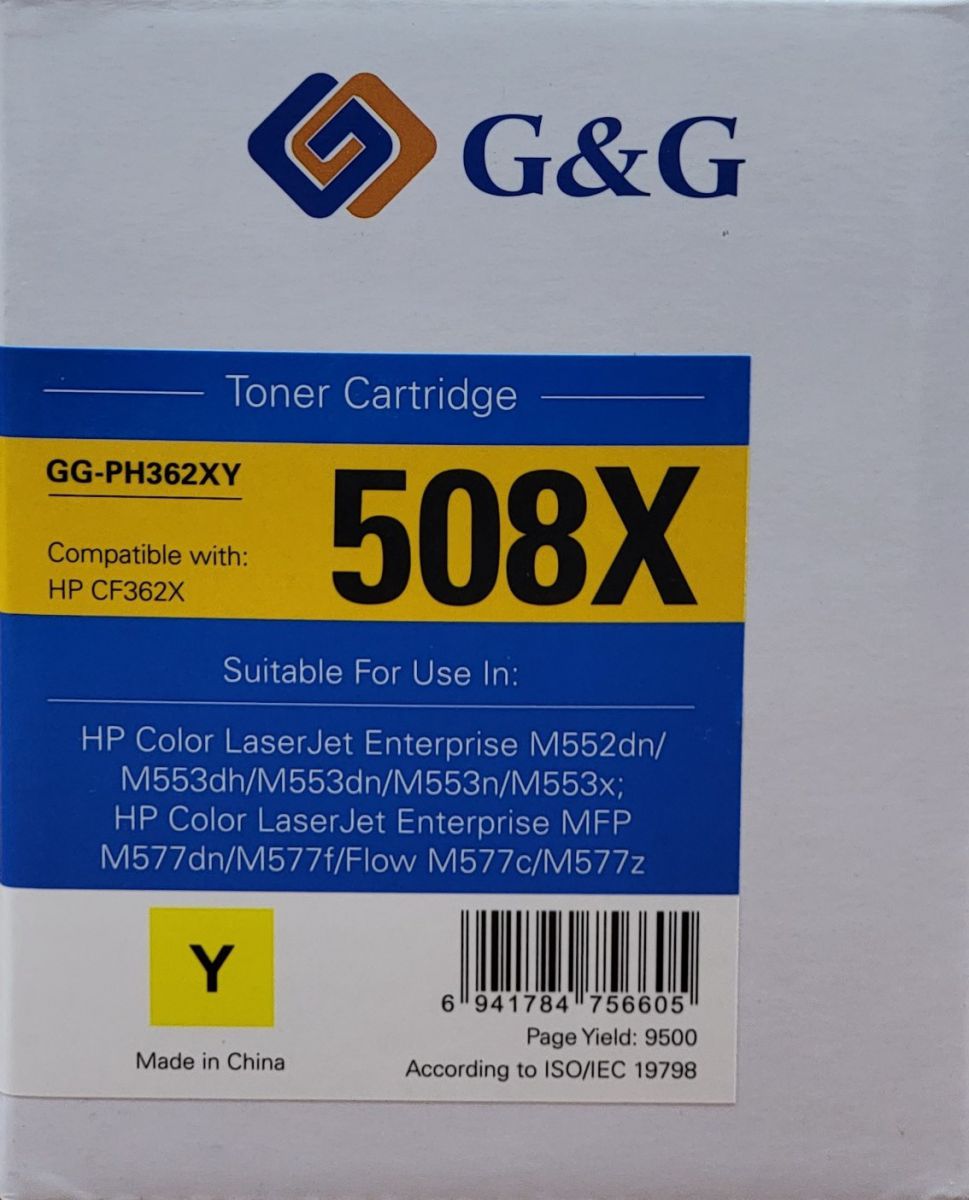 G&G
Toner Cartridge
GG-PH362XY
508X
Compatible with:
HP CF362X
Suitable For Use In:
HP Color LaserJet Enterprise M552dn/
M553dh/M553dn/M553n/M553x;
HP Color LaserJet Enterprise MFP
M577dn/M577f/Flow M577c/M577z
Y
6 941784 756605
Page Yield: 9500
Made in China
According to ISO/IEC 19798